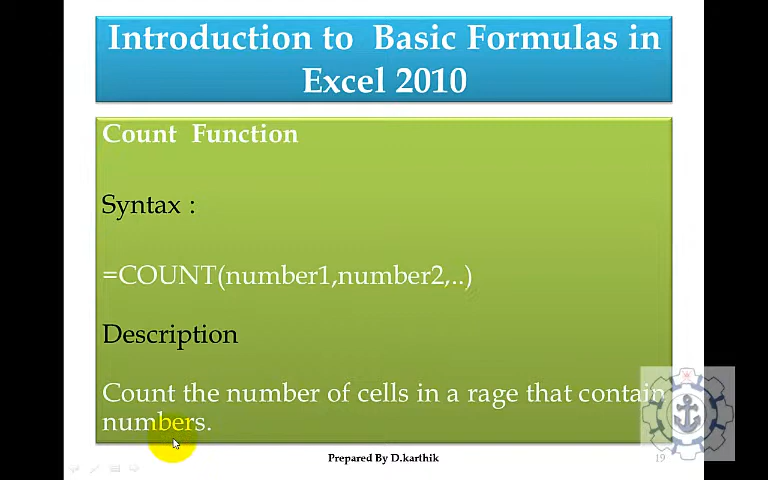 Introduction to Basic Formulas in
Excel 2010
Count Function
Syntax :
=COUNT(number1,number2,..)
Description
Count the number of cells in a rage that contain
numbers.
Prepared By D.karthik
19